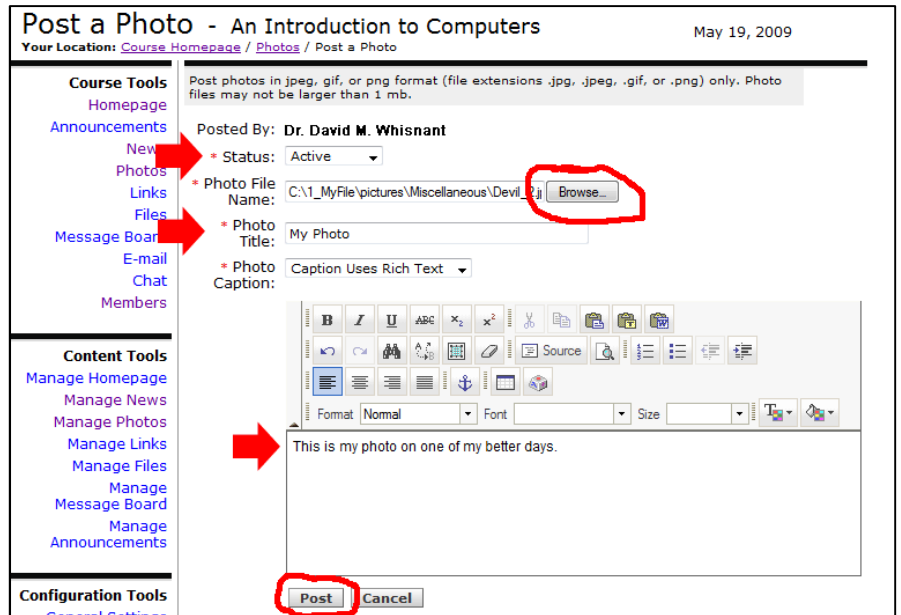 Post a Photo - An Introduction to Computers
May 19, 2009
Your Location: Course Homepage / Photos / Post a Photo
Course Tools
Homepage
Announcements
News
Photos
Links
Files
Message Board
E-mail
Chat
Members
Content Tools
Manage Homepage
Manage News
Manage Photos
Manage Links
Manage Files
Manage
Message Board
Manage
Announcements
Configuration Tools
General Settings
Post photos in jpeg, gif, or png format (file extensions .jpg, .jpeg, .gif, or .png) only. Photo
files may not be larger than 1 mb.
Posted By: Dr. David M. Whisnant
* Status: Active
* Photo File
Name: C:\1_MyFile\pictures\Miscellaneous\Devil_2.j Browse...
* Photo
Title: My Photo
* Photo
Caption: Caption Uses Rich Text
B I U ABC x2 x2
Source
Format Normal Font Size
This is my photo on one of my better days.
Post Cancel